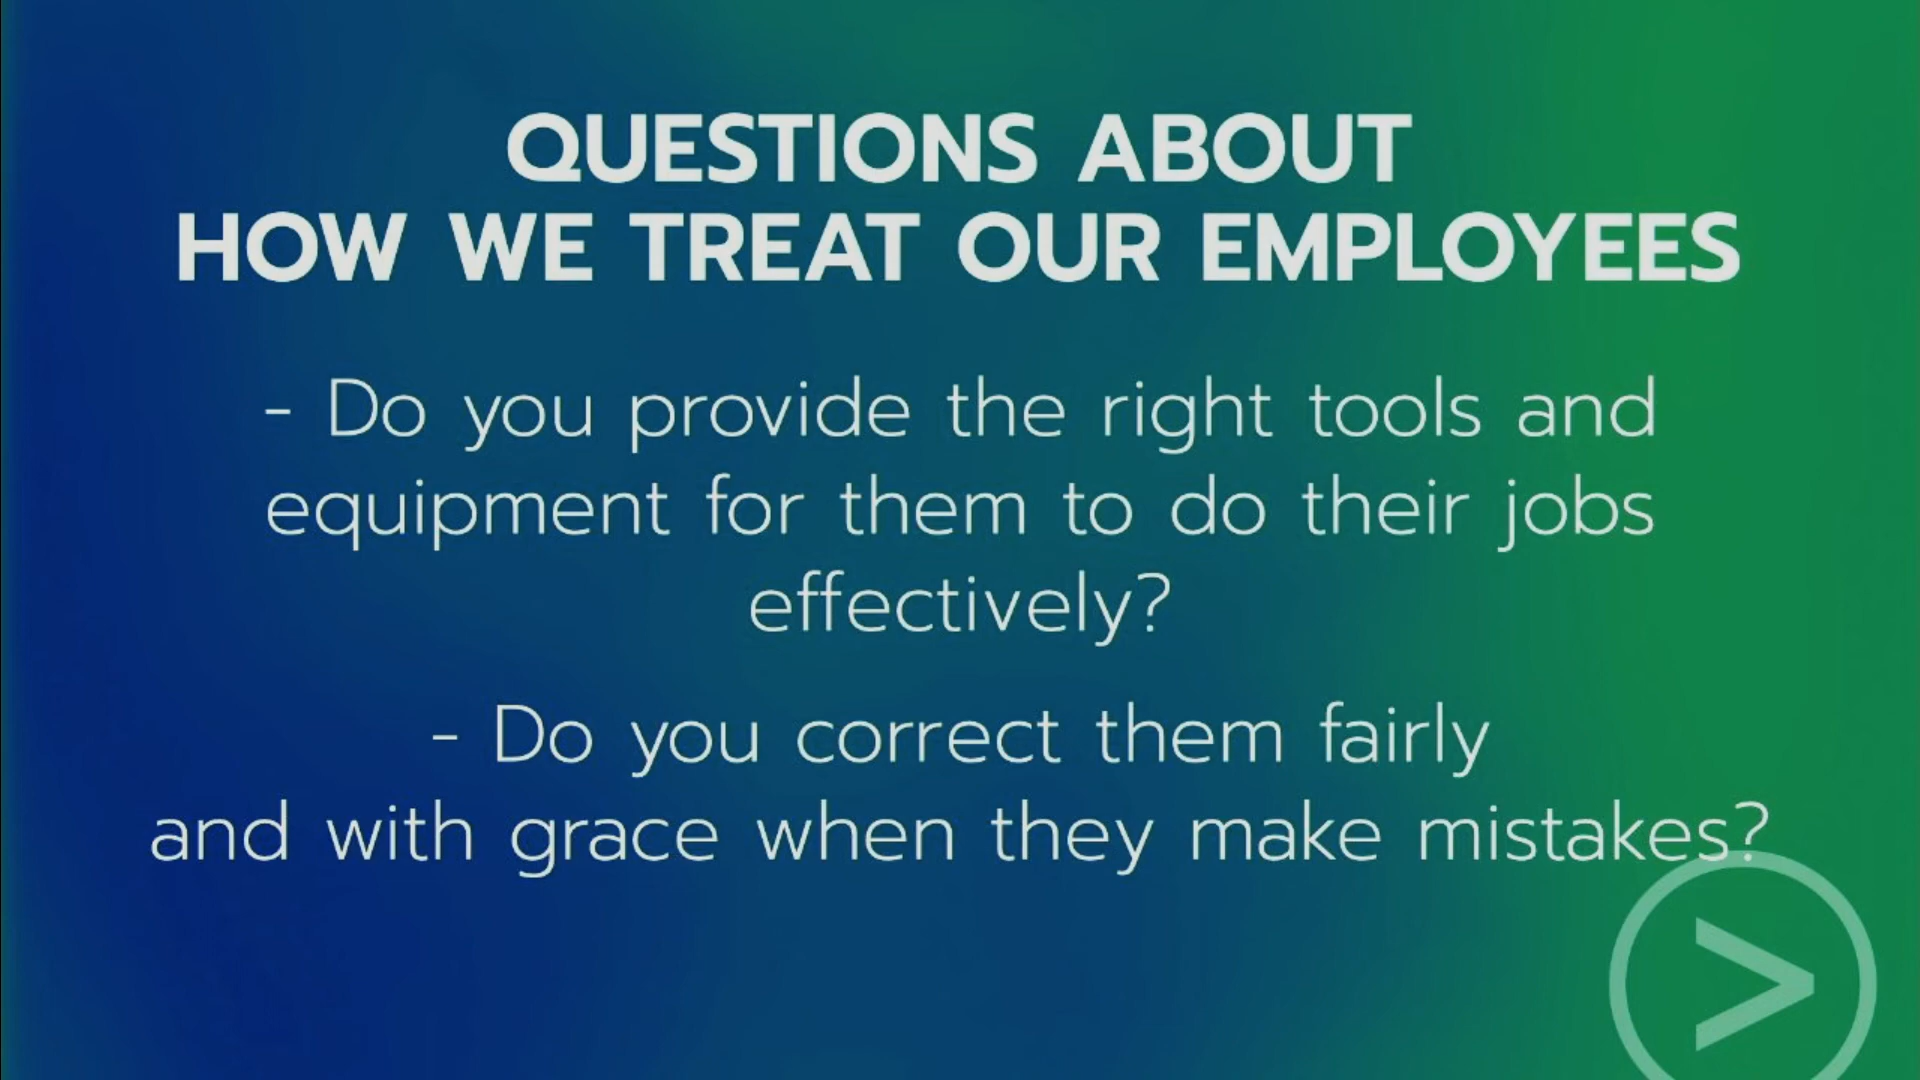 QUESTIONS ABOUT
HOW WE TREAT OUR EMPLOYEES
- Do you provide the right tools and
equipment for them to do their jobs
effectively?
- Do you correct them fairly
and with grace when they make mistakes?